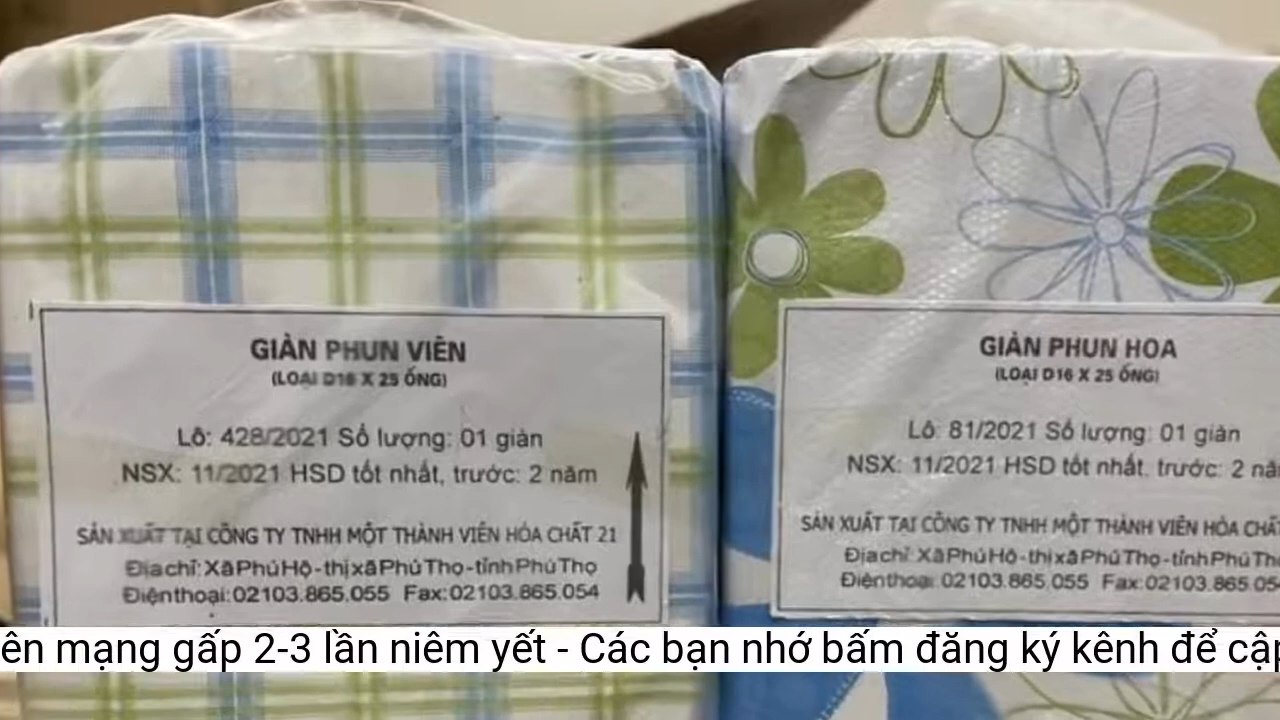 GIÀN PHUN VIÊN
(LOẠI D16 X 25 ỐNG)
Lô: 428/2021 Số lượng: 01 giàn
NSX: 11/2021 HSD tốt nhất, trước: 2 năm
SẢN XUẤT TẠI CÔNG TY TNHH MỘT THÀNH VIÊN HÓA CHẤT 21
Địa chỉ: Xã Phú Hộ - thị xã Phú Thọ - tỉnh Phú Thọ
Điện thoại: 02103.865.055 Fax: 02103.865.054
GIÀN PHUN HOA
(LOẠI D16 X 25 ỐNG)
Lô: 81/2021 Số lượng: 01 giàn
NSX: 11/2021 HSD tốt nhất, trước: 2 nă
SẢN XUẤT TẠI CÔNG TY TNHH MỘT THÀNH VIÊN HÓA CHẤ
Địa chỉ: Xã Phú Hộ - thị xã Phú Thọ - tỉnh Phú Th
Điện thoại: 02103.865.055 Fax: 02103.865.05
ên mạng gấp 2-3 lần niêm yết - Các bạn nhớ bấm đăng ký kênh để cập